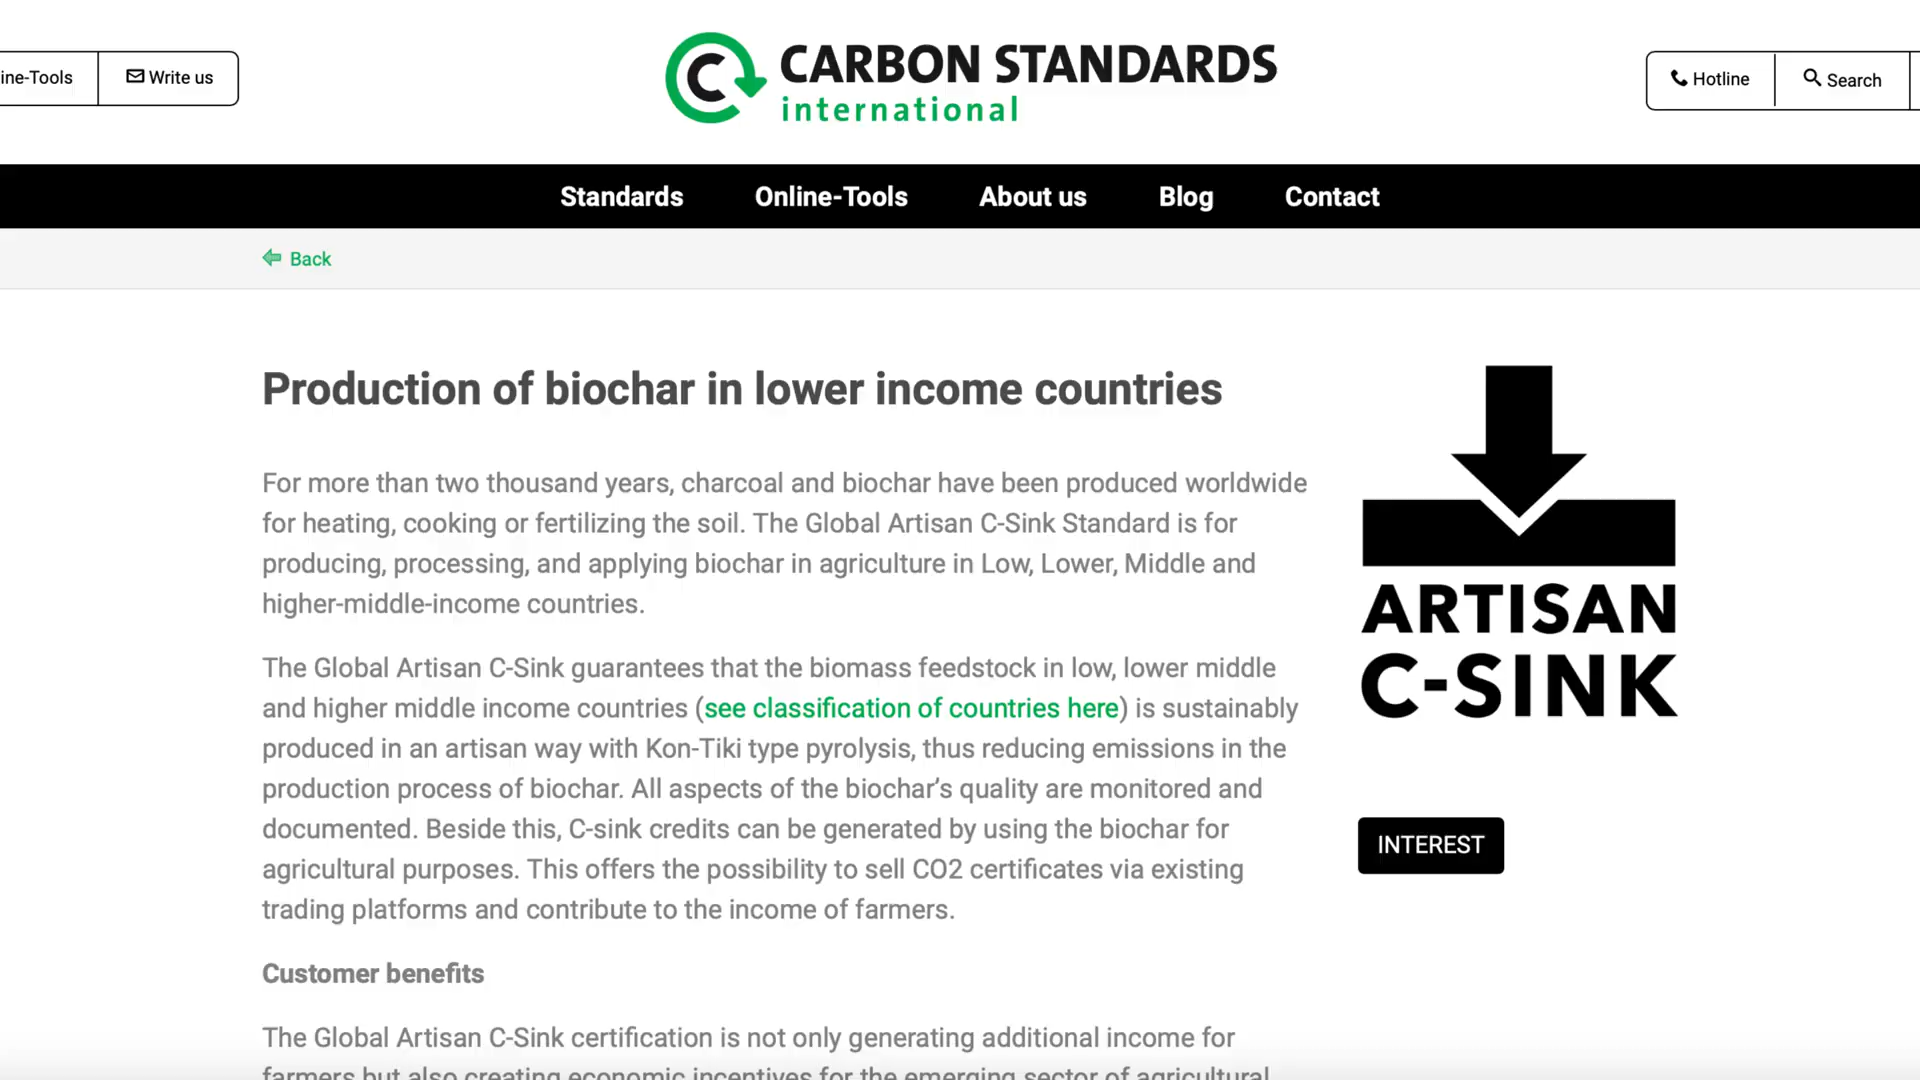 ine-Tools
Write us
CARBON STANDARDS
international
Hotline
Search
Standards
Online-Tools
About us
Blog
Contact
Back
Production of biochar in lower income countries
For more than two thousand years, charcoal and biochar have been produced worldwide
for heating, cooking or fertilizing the soil. The Global Artisan C-Sink Standard is for
producing, processing, and applying biochar in agriculture in Low, Lower, Middle and
higher-middle-income countries.
The Global Artisan C-Sink guarantees that the biomass feedstock in low, lower middle
and higher middle income countries (see classification of countries here) is sustainably
produced in an artisan way with Kon-Tiki type pyrolysis, thus reducing emissions in the
production process of biochar. All aspects of the biochar’s quality are monitored and
documented. Beside this, C-sink credits can be generated by using the biochar for
agricultural purposes. This offers the possibility to sell CO2 certificates via existing
trading platforms and contribute to the income of farmers.
ARTISAN
C-SINK
INTEREST
Customer benefits
The Global Artisan C-Sink certification is not only generating additional income for
farmers but also creating economic incentives for the emerging sector of agricultural